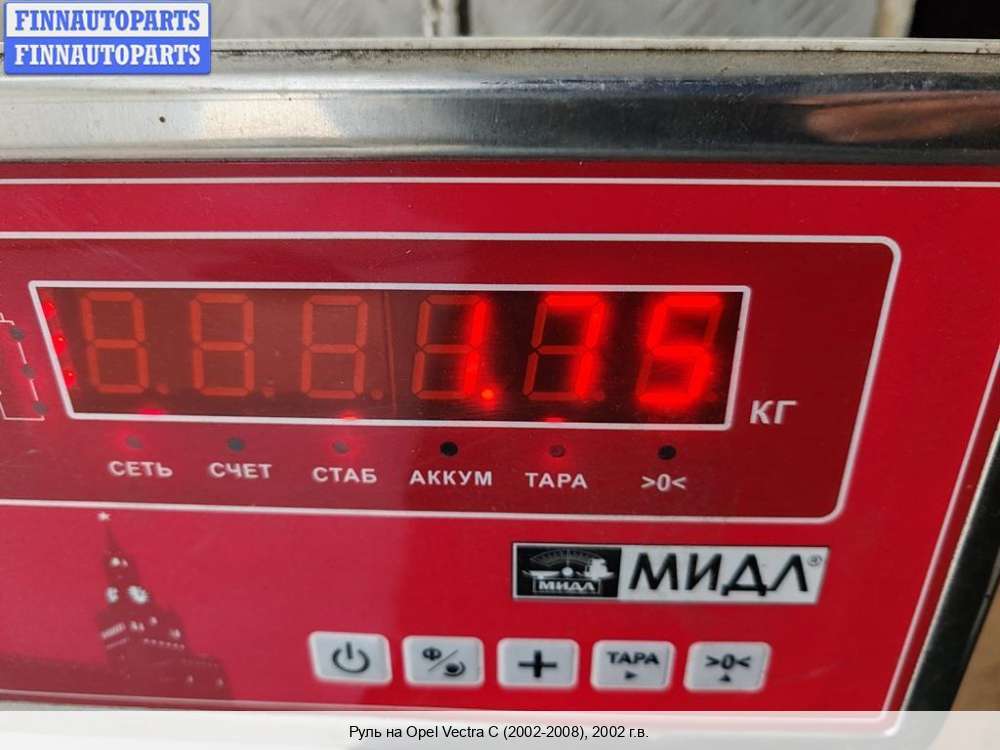 FINNAUTOPARTS
FINNAUTOPARTS
1.75
КГ
СЕТЬ СЧЕТ СТАБ АККУМ ТАРА >0<
МИДЛ МИДЛ®
Ф/ + ТАРА >0<
Руль на Opel Vectra C (2002-2008), 2002 г.в.